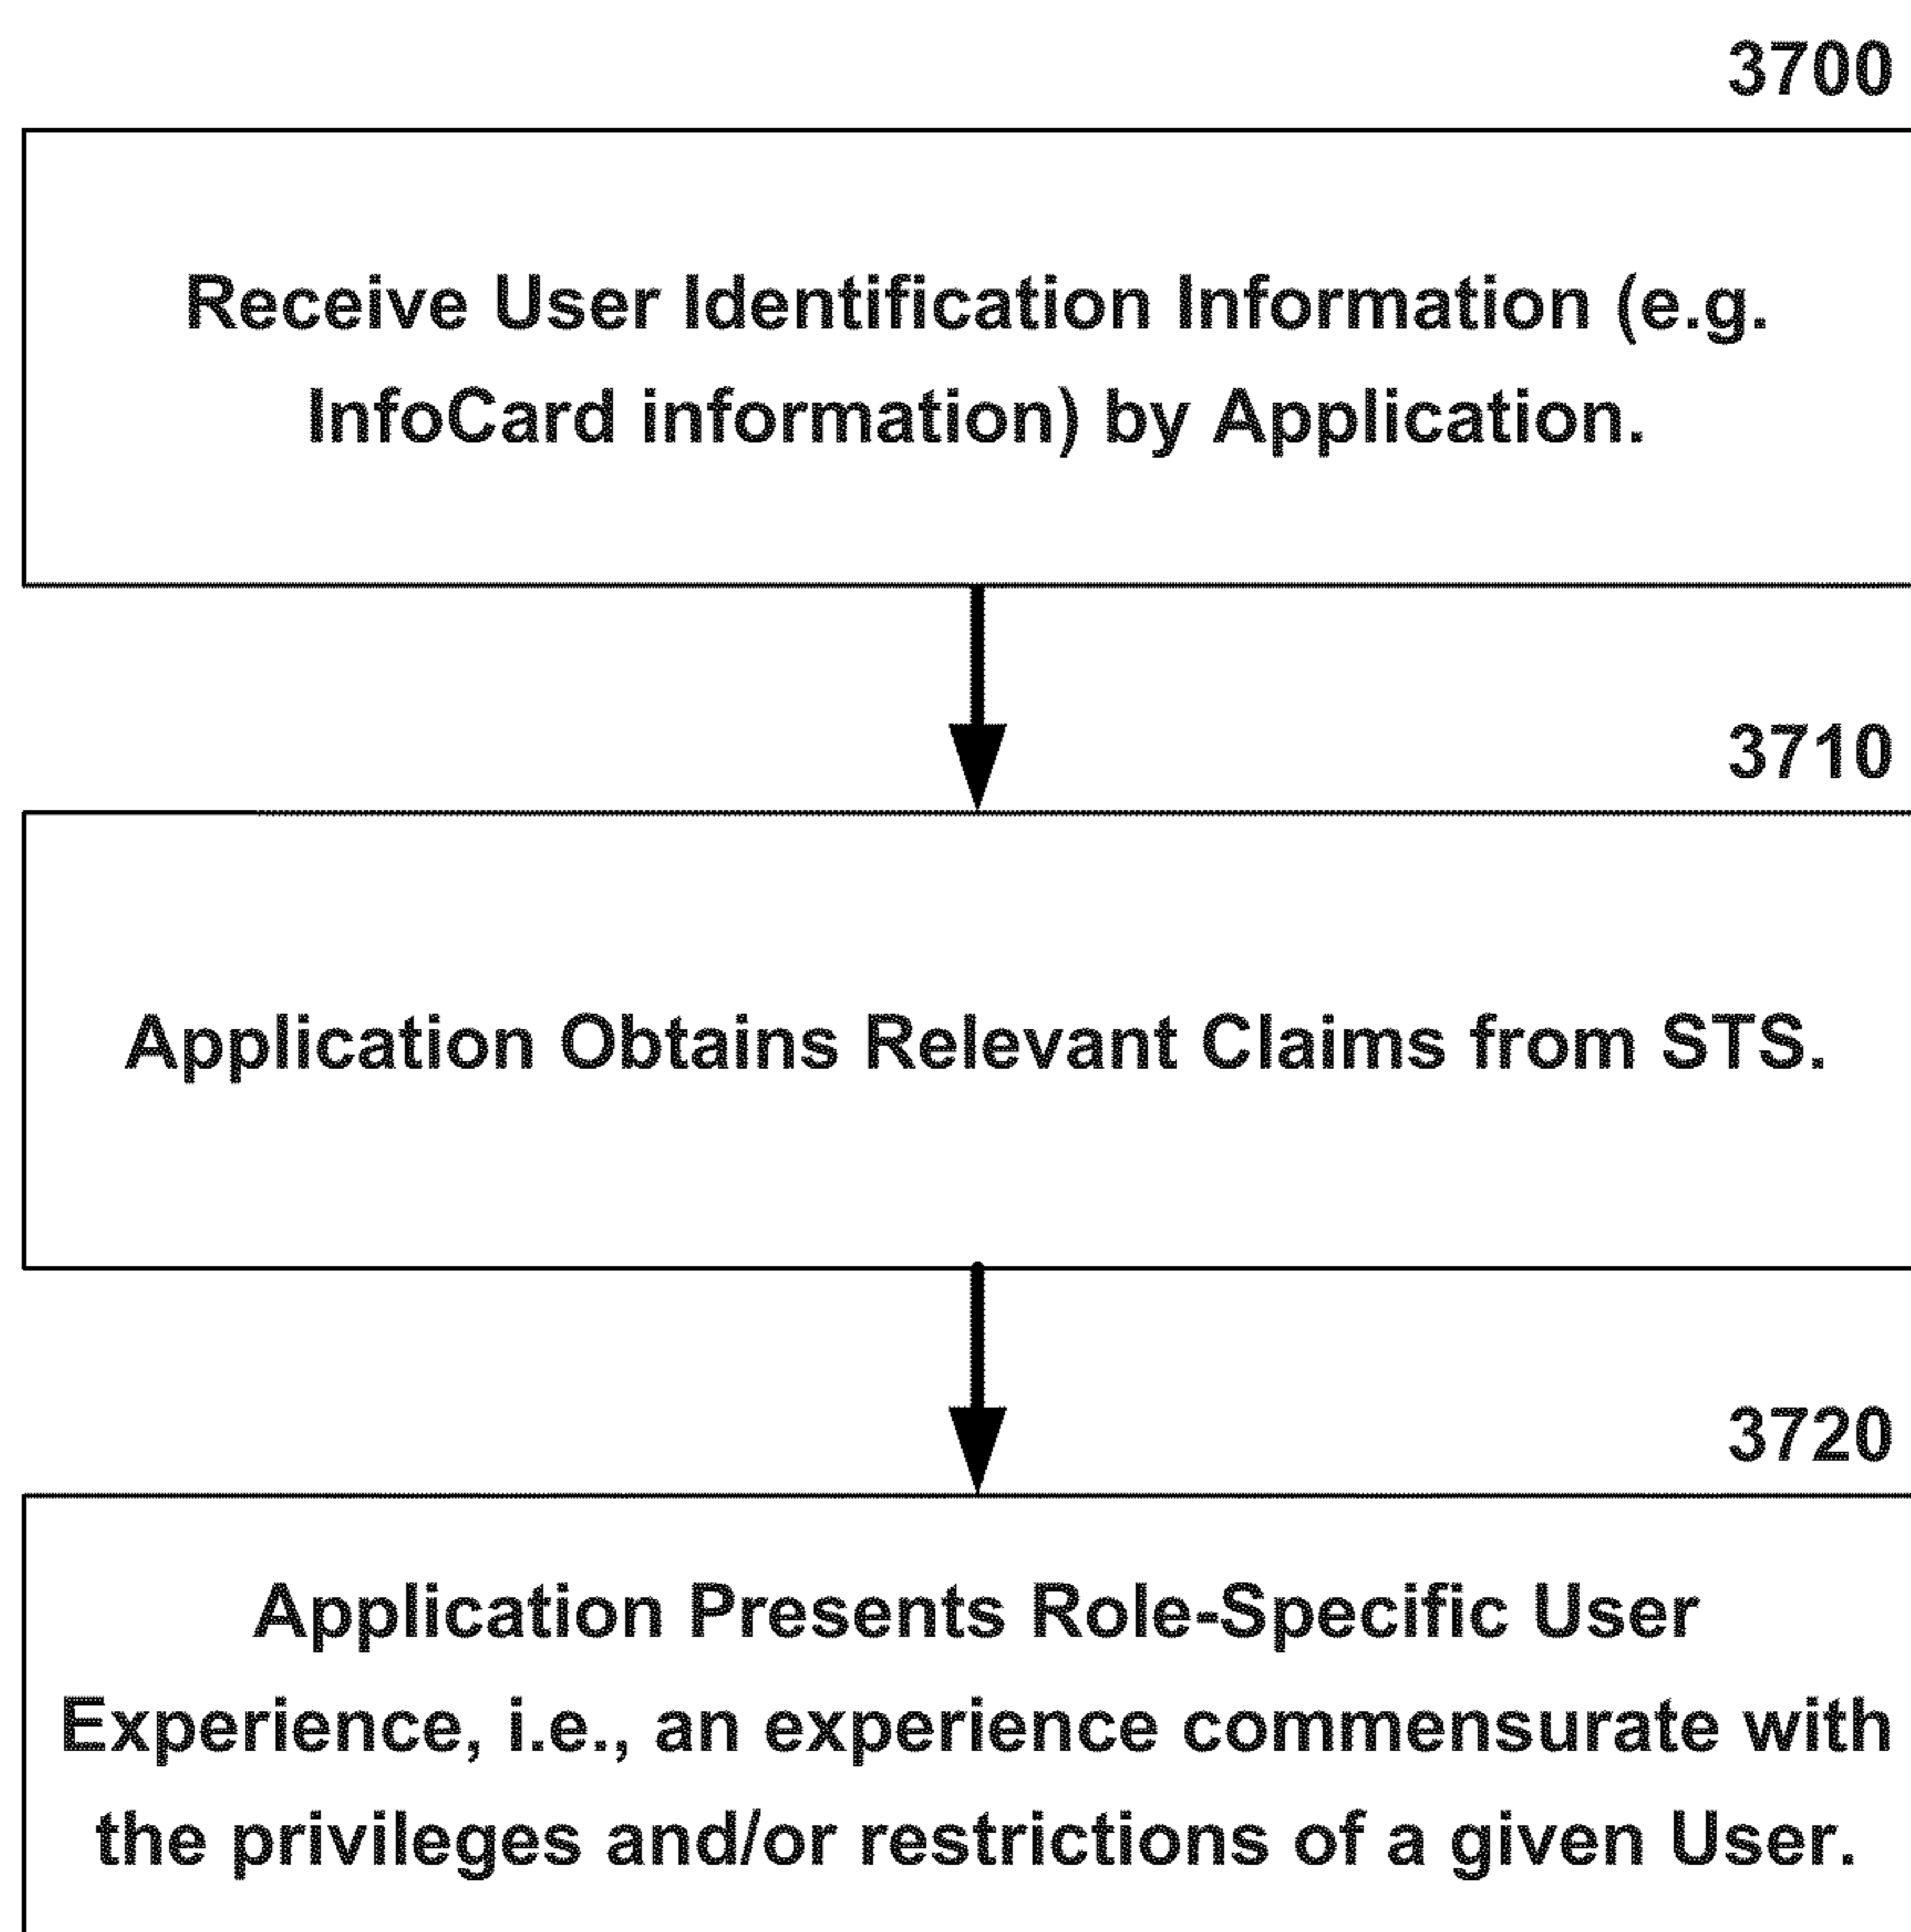 3700
Receive User Identification Information (e.g.
InfoCard information) by Application.
3710
Application Obtains Relevant Claims from STS.
3720
Application Presents Role-Specific User
Experience, i.e., an experience commensurate with
the privileges and/or restrictions of a given User.